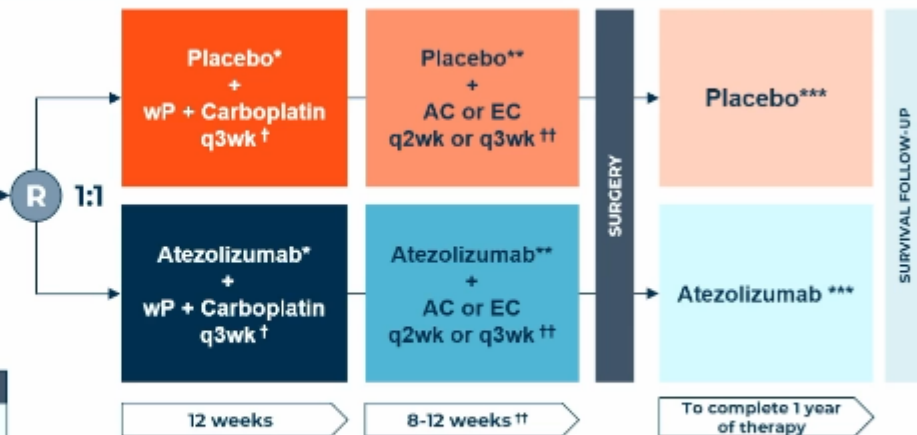 R 1:1
Placebo*
+
wP + Carboplatin
q3wk †
Placebo**
+
AC or EC
q2wk or q3wk ††
SURGERY
Placebo***
SURVIVAL FOLLOW-UP
Atezolizumab*
+
wP + Carboplatin
q3wk †
Atezolizumab**
+
AC or EC
q2wk or q3wk ††
Atezolizumab ***
12 weeks
8-12 weeks ††
To complete 1 year
of therapy